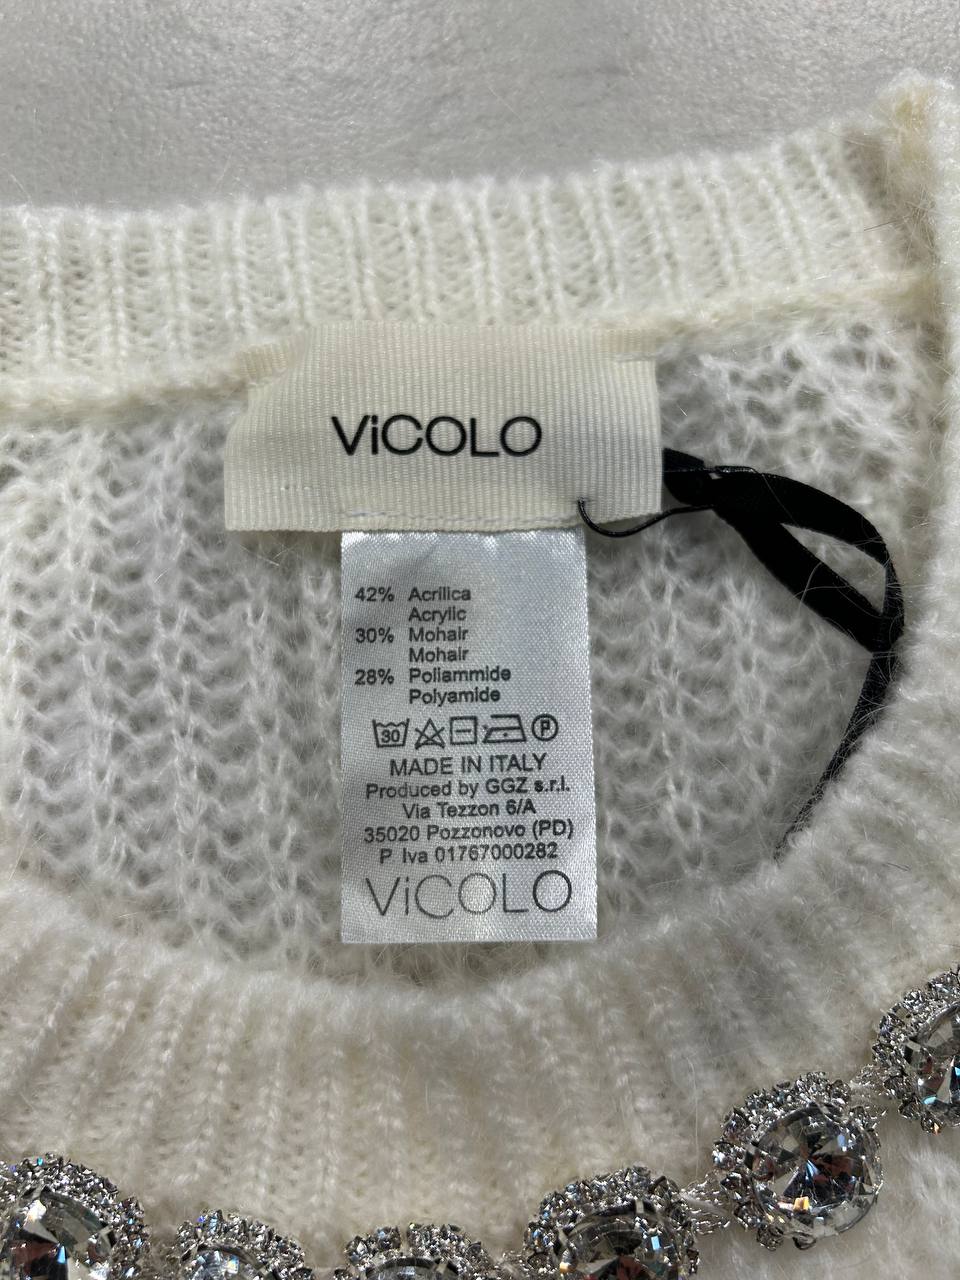 ViCOLO
42% Acrilica
Acrylic
30% Mohair
Mohair
28% Poliammide
Polyamide
30 P
MADE IN ITALY
Produced by GGZ s.r.l.
Via Tezzon 6/A
35020 Pozzonovo (PD)
P Iva 01767000282
ViCOLO